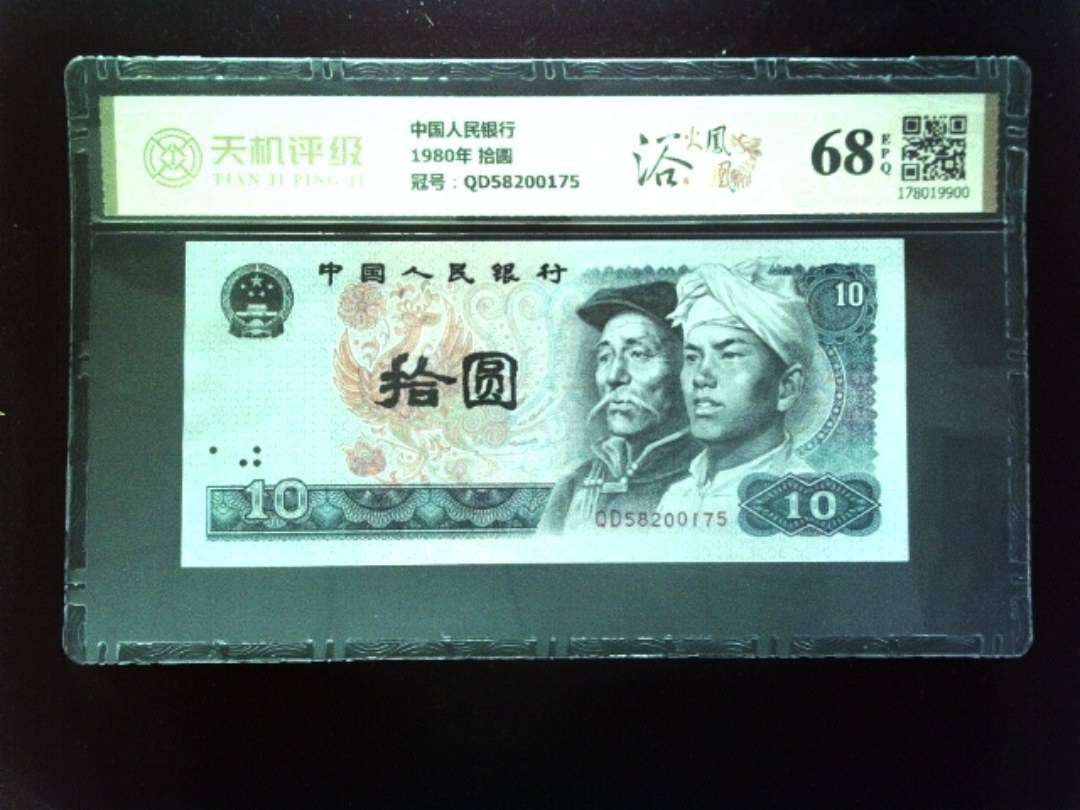 天机评级
TIAN JI PING JI
中国人民银行
1980年 拾圆
冠号：QD58200175
浴火鳳凰
68
EPQ
178019900
中国人民银行
10
拾圆
10
QD58200175
10